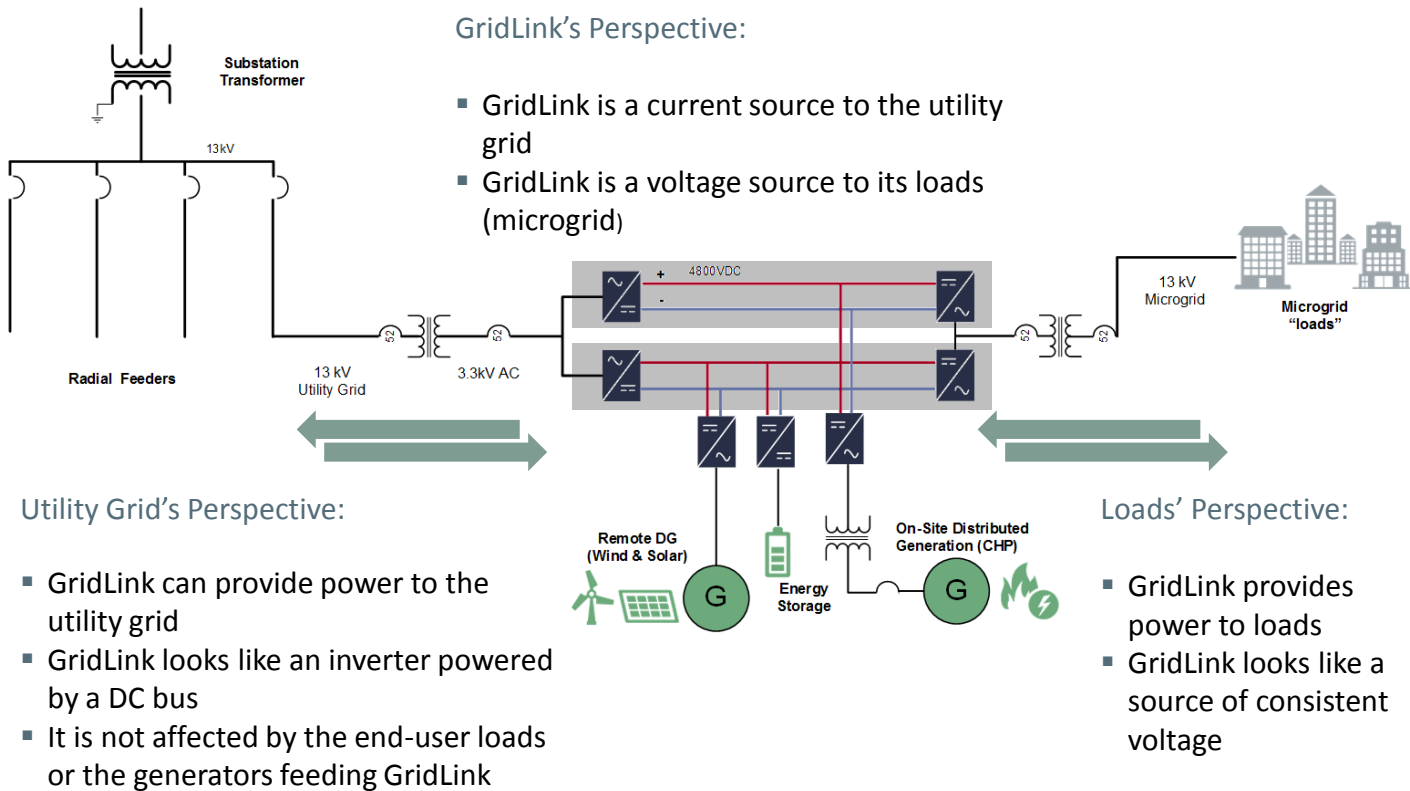 GridLink's Perspective:
▪ GridLink is a current source to the utility
grid
▪ GridLink is a voltage source to its loads
(microgrid)
Substation
Transformer
13kV
Radial Feeders
13 kV
Utility Grid
52
3.3kV AC
52
+ 4800VDC
-
52
52
13 kV
Microgrid
Microgrid
"loads"
Remote DG
(Wind & Solar)
G
Energy
Storage
On-Site Distributed
Generation (CHP)
G
Utility Grid's Perspective:
▪ GridLink can provide power to the
utility grid
▪ GridLink looks like an inverter powered
by a DC bus
▪ It is not affected by the end-user loads
or the generators feeding GridLink
Loads' Perspective:
▪ GridLink provides
power to loads
▪ GridLink looks like a
source of consistent
voltage